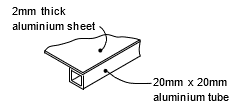 2mm thick
aluminium sheet
20mm x 20mm
aluminium tube